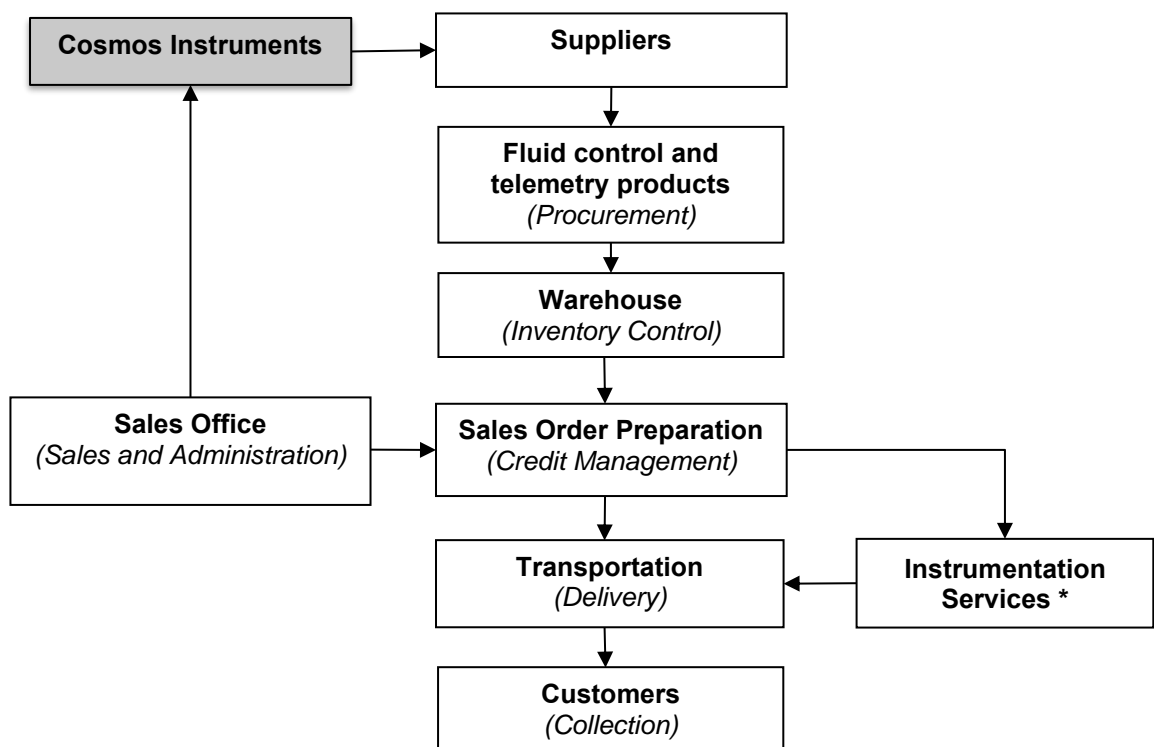 Cosmos Instruments
Suppliers
Fluid control and
telemetry products
(Procurement)
Warehouse
(Inventory Control)
Sales Office
(Sales and Administration)
Sales Order Preparation
(Credit Management)
Transportation
(Delivery)
Instrumentation
Services *
Customers
(Collection)